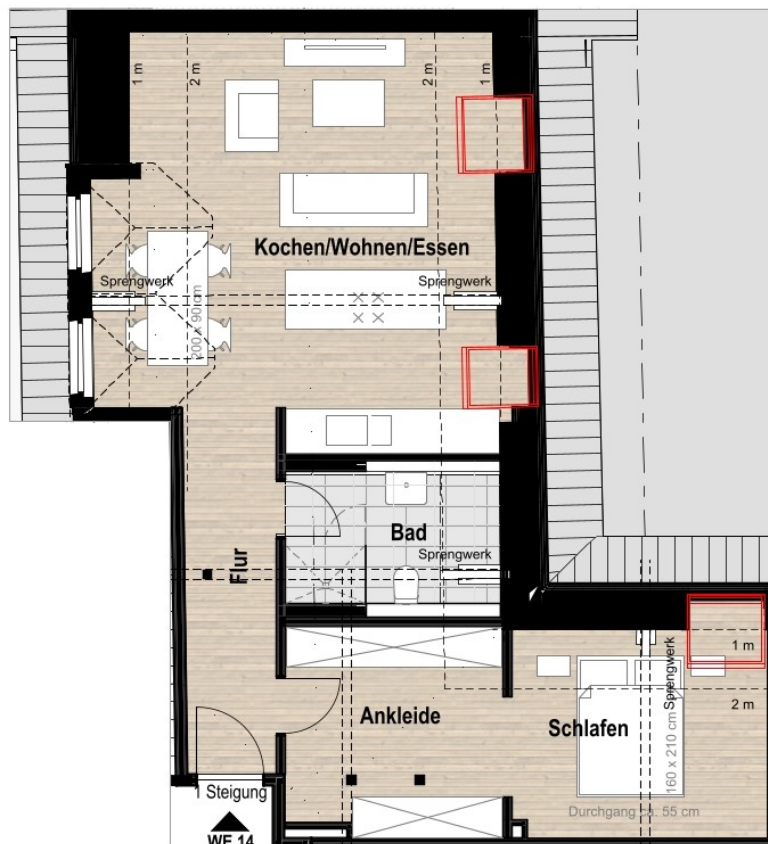 1 m
2 m
2 m
1 m
Kochen/Wohnen/Essen
Sprengwerk
Sprengwerk
200 x 90 cm
Bad
Sprengwerk
Flur
1 m
Sprengwerk
2 m
Ankleide
Schlafen
160 x 210 cm
1 Steigung
Durchgang ca. 55 cm
WE 14